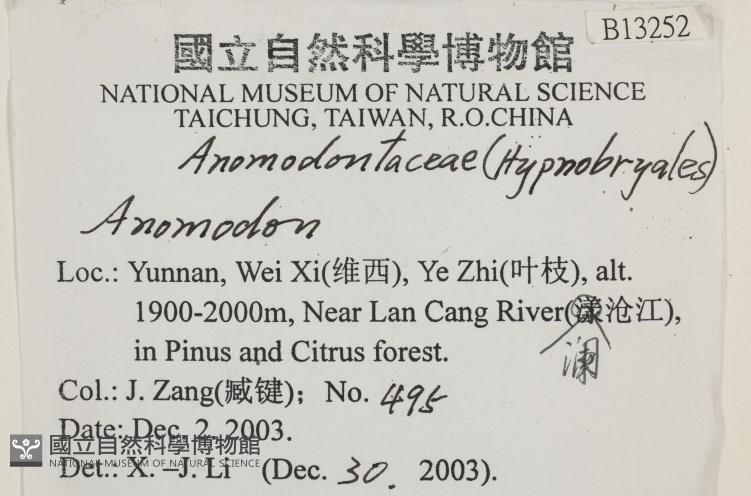 B13252
國立自然科學博物館
NATIONAL MUSEUM OF NATURAL SCIENCE
TAICHUNG, TAIWAN, R.O.CHINA
Anomodontaceae (Hypnobryales)
Anomodon
Loc.: Yunnan, Wei Xi(维西), Ye Zhi(叶枝), alt.
1900-2000m, Near Lan Cang River(漾沧江),
澜
in Pinus and Citrus forest.
Col.: J. Zang(臧键); No. 495
Date: Dec. 2, 2003.
國立自然科學博物館
NATIONAL MUSEUM OF NATURAL SCIENCE
Det.: X. –J. Li (Dec. 30. 2003).